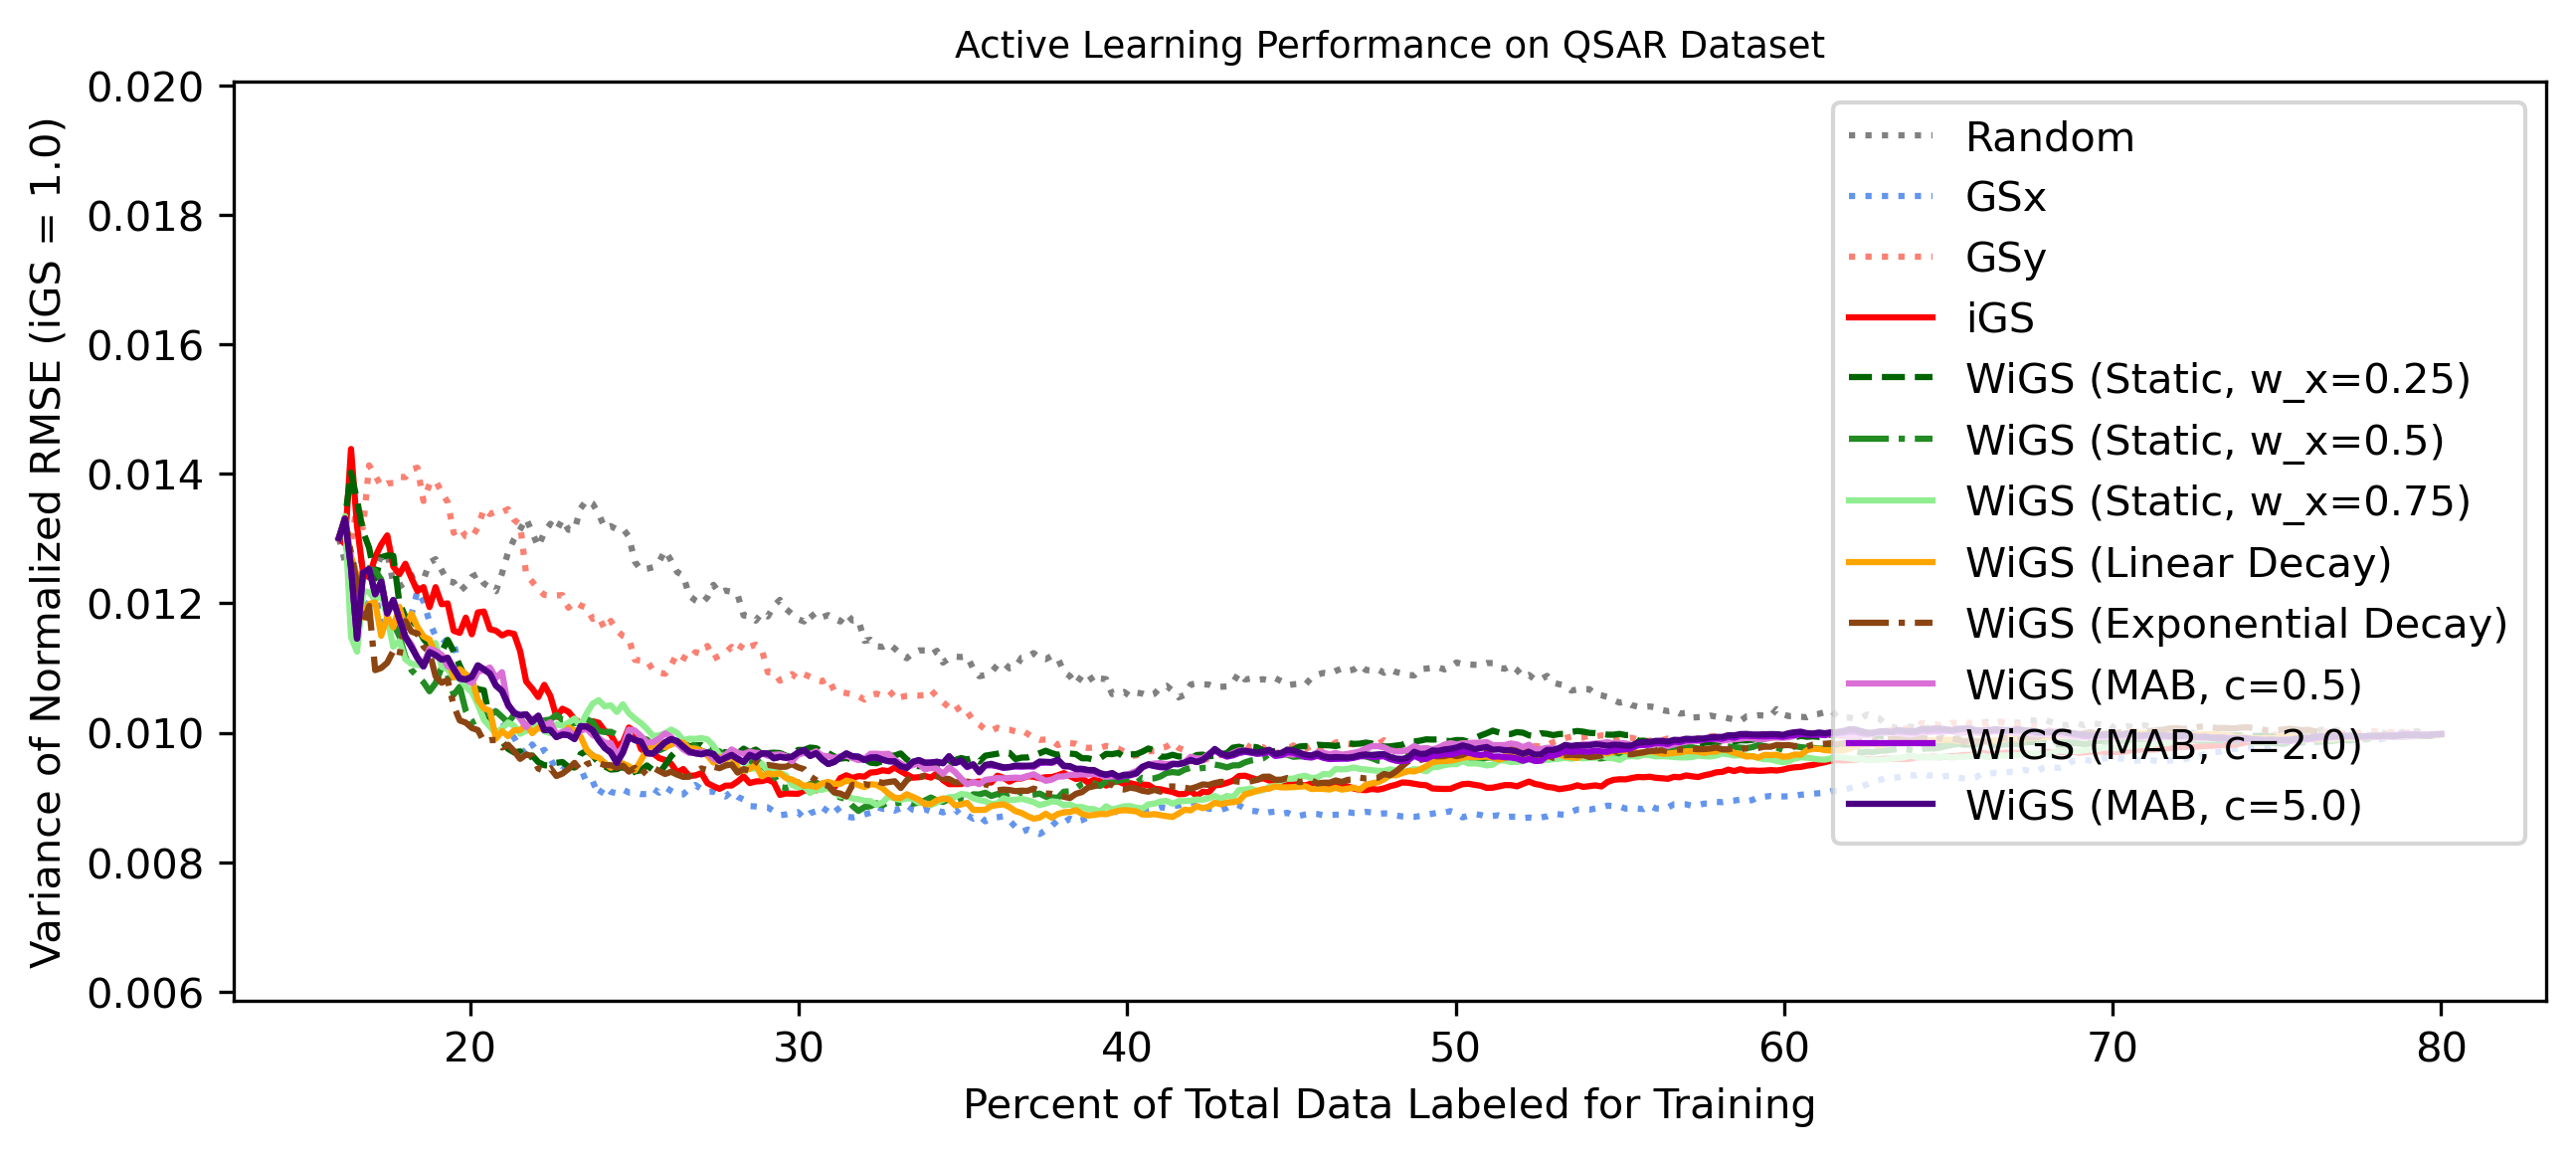 Active Learning Performance on QSAR Dataset
Variance of Normalized RMSE (iGS = 1.0)
0.020
0.018
0.016
0.014
0.012
0.010
0.008
0.006
Random
GSx
GSy
iGS
WiGS (Static, w_x=0.25)
WiGS (Static, w_x=0.5)
WiGS (Static, w_x=0.75)
WiGS (Linear Decay)
WiGS (Exponential Decay)
WiGS (MAB, c=0.5)
WiGS (MAB, c=2.0)
WiGS (MAB, c=5.0)
20 30 40 50 60 70 80
Percent of Total Data Labeled for Training